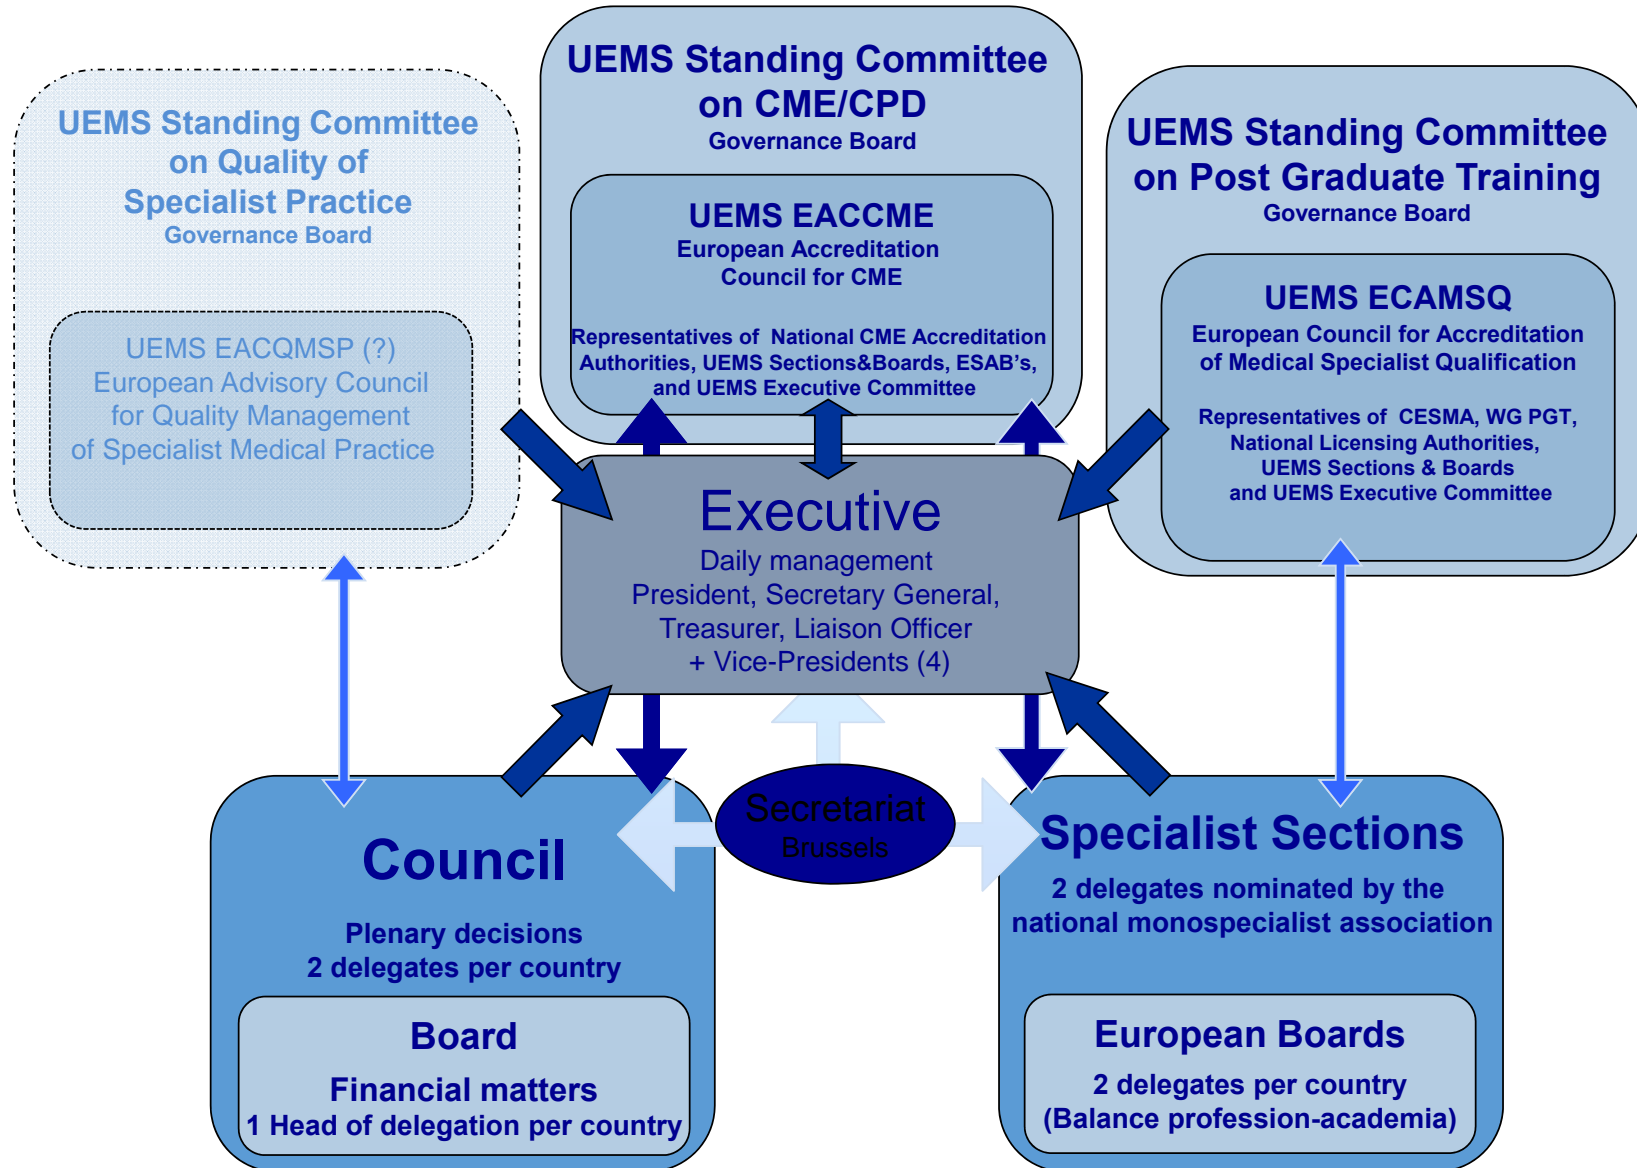 UEMS Standing Committee
on Quality of
Specialist Practice
Governance Board
UEMS EACQMSP (?)
European Advisory Council
for Quality Management
of Specialist Medical Practice
UEMS Standing Committee
on CME/CPD
Governance Board
UEMS EACCME
European Accreditation
Council for CME
Representatives of National CME Accreditation
Authorities, UEMS Sections&Boards, ESAB's,
and UEMS Executive Committee
UEMS Standing Committee
on Post Graduate Training
Governance Board
UEMS ECAMSQ
European Council for Accreditation
of Medical Specialist Qualification
Representatives of CESMA, WG PGT,
National Licensing Authorities,
UEMS Sections & Boards
and UEMS Executive Committee
Executive
Daily management
President, Secretary General,
Treasurer, Liaison Officer
+ Vice-Presidents (4)
Secretariat
Brussels
Council
Plenary decisions
2 delegates per country
Board
Financial matters
1 Head of delegation per country
Specialist Sections
2 delegates nominated by the
national monospecialist association
European Boards
2 delegates per country
(Balance profession-academia)